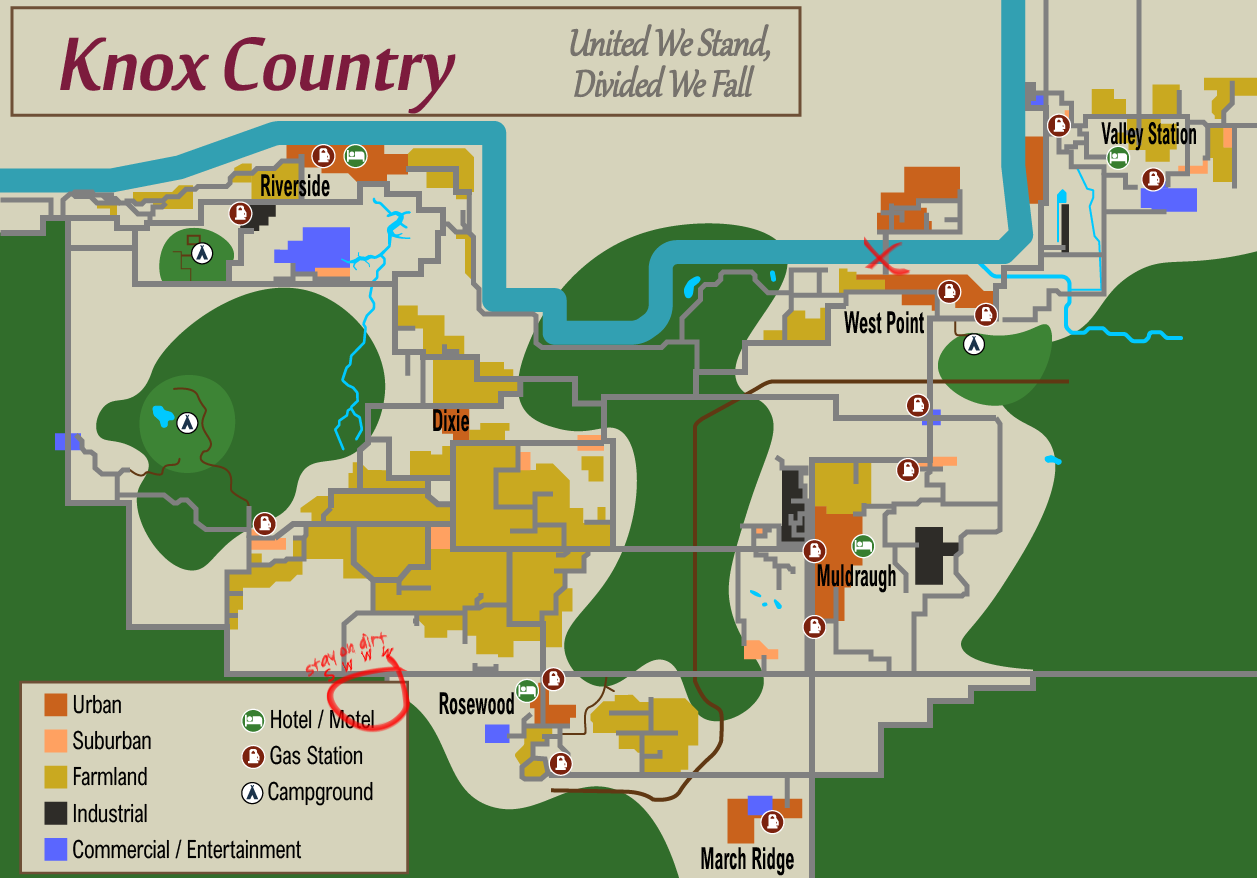 Knox Country
United We Stand,
Divided We Fall
Valley Station
Riverside
West Point
Dixie
Muldraugh
stay on dirt
S W W W
Rosewood
March Ridge
Urban
Suburban
Farmland
Industrial
Commercial / Entertainment
Hotel / Motel
Gas Station
Campground